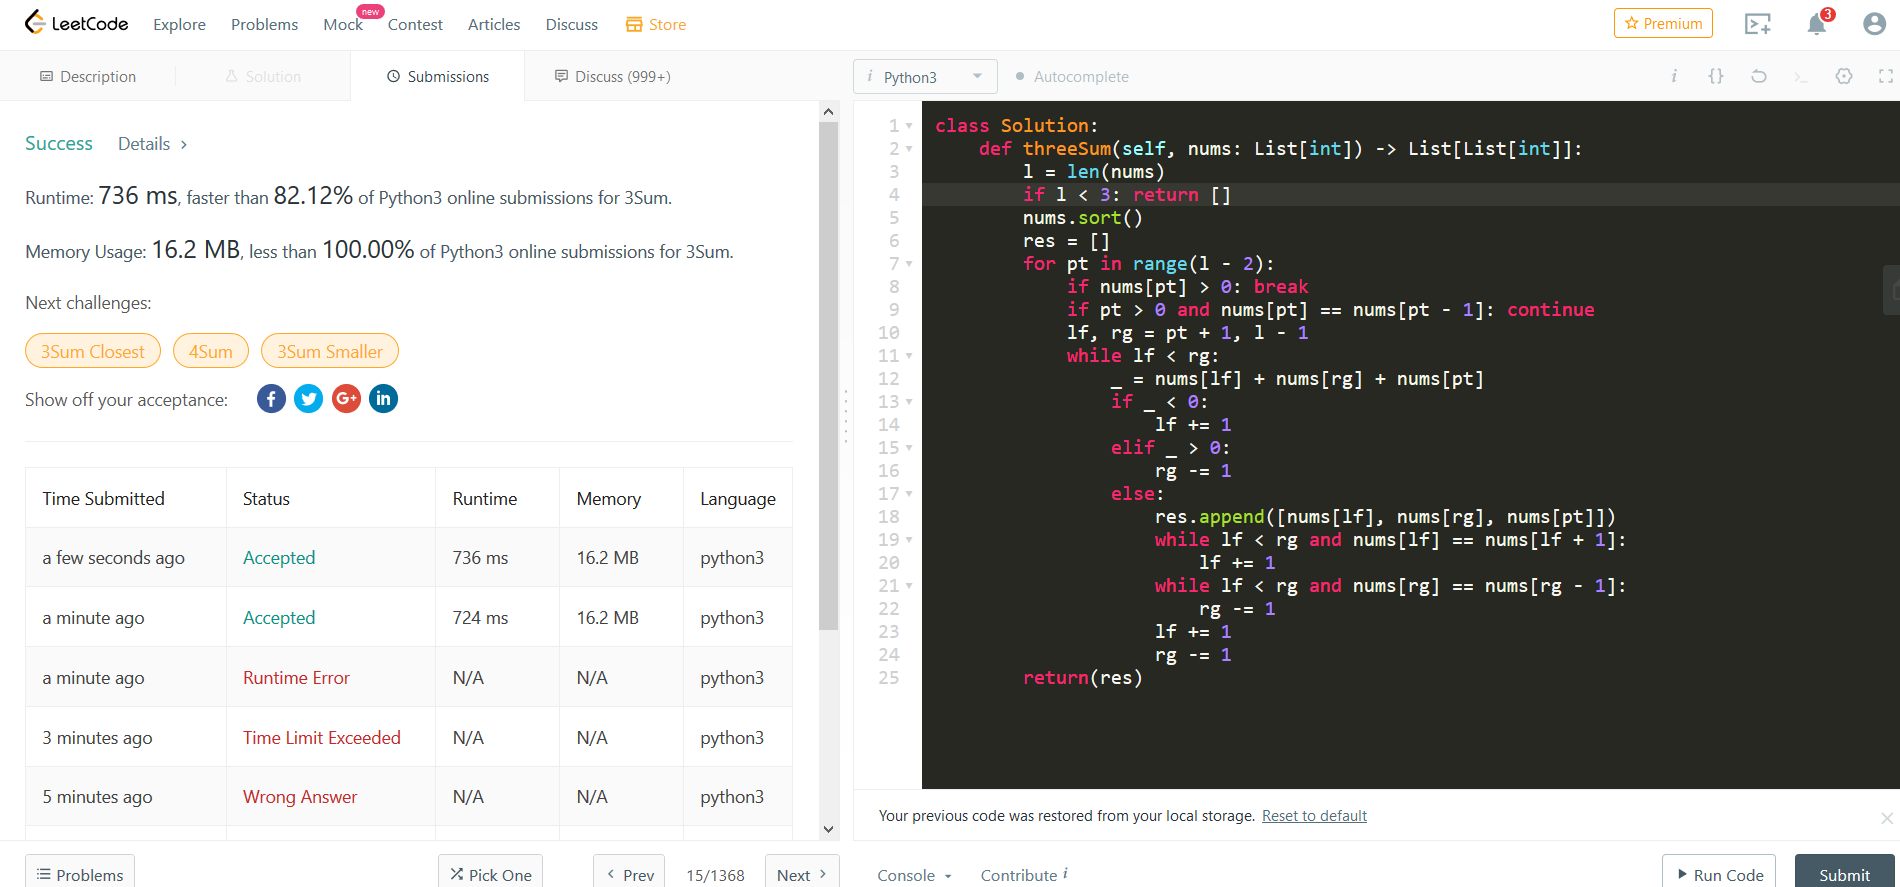 LeetCode Explore Problems Mock new Contest Articles Discuss Store Premium 3
Description Solution Submissions Discuss (999+)
Success Details >
Runtime: 736 ms, faster than 82.12% of Python3 online submissions for 3Sum.
Memory Usage: 16.2 MB, less than 100.00% of Python3 online submissions for 3Sum.
Next challenges:
3Sum Closest 4Sum 3Sum Smaller
Show off your acceptance: f G+ in
Time Submitted Status Runtime Memory Language
a few seconds ago Accepted 736 ms 16.2 MB python3
a minute ago Accepted 724 ms 16.2 MB python3
a minute ago Runtime Error N/A N/A python3
3 minutes ago Time Limit Exceeded N/A N/A python3
5 minutes ago Wrong Answer N/A N/A python3
Problems Pick One < Prev 15/1368 Next >
i Python3 Autocomplete i {} >_
1 class Solution:
2     def threeSum(self, nums: List[int]) -> List[List[int]]:
3         l = len(nums)
4         if l < 3: return []
5         nums.sort()
6         res = []
7         for pt in range(l - 2):
8             if nums[pt] > 0: break
9             if pt > 0 and nums[pt] == nums[pt - 1]: continue
10             lf, rg = pt + 1, l - 1
11             while lf < rg:
12                 _ = nums[lf] + nums[rg] + nums[pt]
13                 if _ < 0:
14                     lf += 1
15                 elif _ > 0:
16                     rg -= 1
17                 else:
18                     res.append([nums[lf], nums[rg], nums[pt]])
19                     while lf < rg and nums[lf] == nums[lf + 1]:
20                         lf += 1
21                     while lf < rg and nums[rg] == nums[rg - 1]:
22                         rg -= 1
23                     lf += 1
24                     rg -= 1
25         return(res)
Your previous code was restored from your local storage. Reset to default
Console Contribute i Run Code Submit